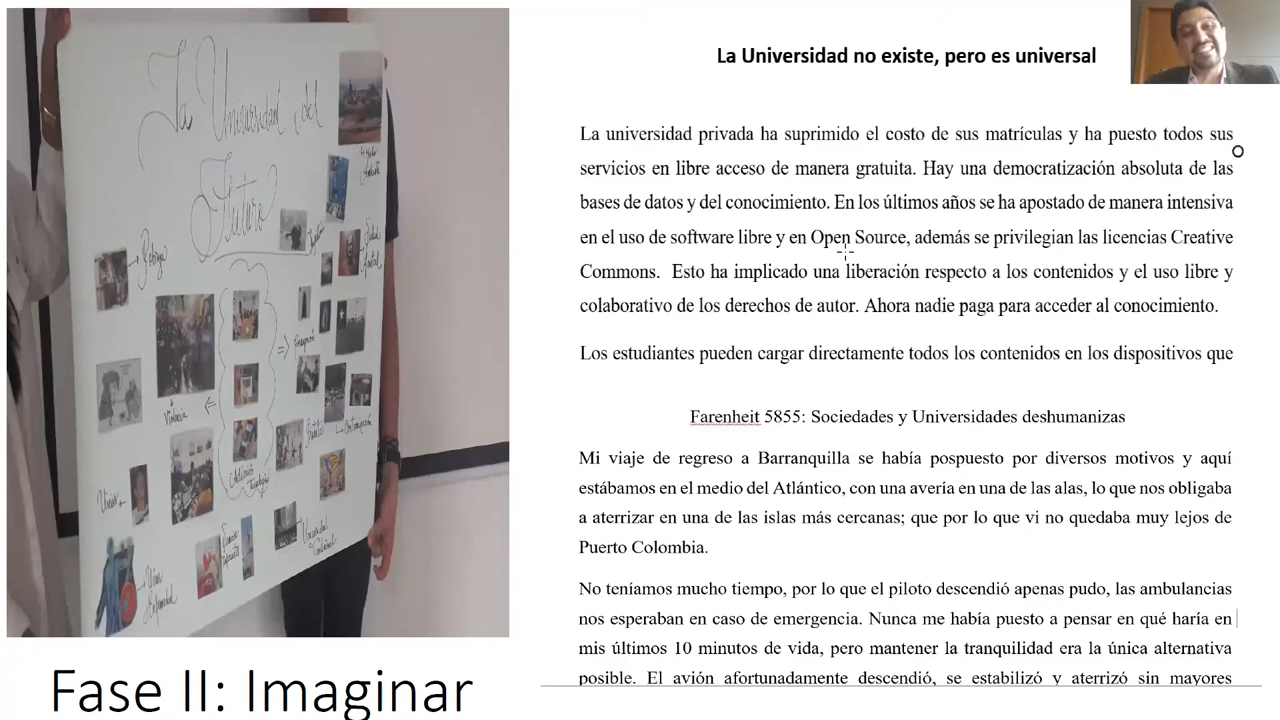 La Universidad del
Futuro
Violencia
Fase II: Imaginar
La Universidad no existe, pero es universal
La universidad privada ha suprimido el costo de sus matrículas y ha puesto todos sus
servicios en libre acceso de manera gratuita. Hay una democratización absoluta de las
bases de datos y del conocimiento. En los últimos años se ha apostado de manera intensiva
en el uso de software libre y en Open Source, además se privilegian las licencias Creative
Commons. Esto ha implicado una liberación respecto a los contenidos y el uso libre y
colaborativo de los derechos de autor. Ahora nadie paga para acceder al conocimiento.
Los estudiantes pueden cargar directamente todos los contenidos en los dispositivos que
Farenheit 5855: Sociedades y Universidades deshumanizas
Mi viaje de regreso a Barranquilla se había pospuesto por diversos motivos y aquí
estábamos en el medio del Atlántico, con una avería en una de las alas, lo que nos obligaba
a aterrizar en una de las islas más cercanas; que por lo que vi no quedaba muy lejos de
Puerto Colombia.
No teníamos mucho tiempo, por lo que el piloto descendió apenas pudo, las ambulancias
nos esperaban en caso de emergencia. Nunca me había puesto a pensar en qué haría en
mis últimos 10 minutos de vida, pero mantener la tranquilidad era la única alternativa
posible. El avión afortunadamente descendió, se estabilizó y aterrizó sin mayores